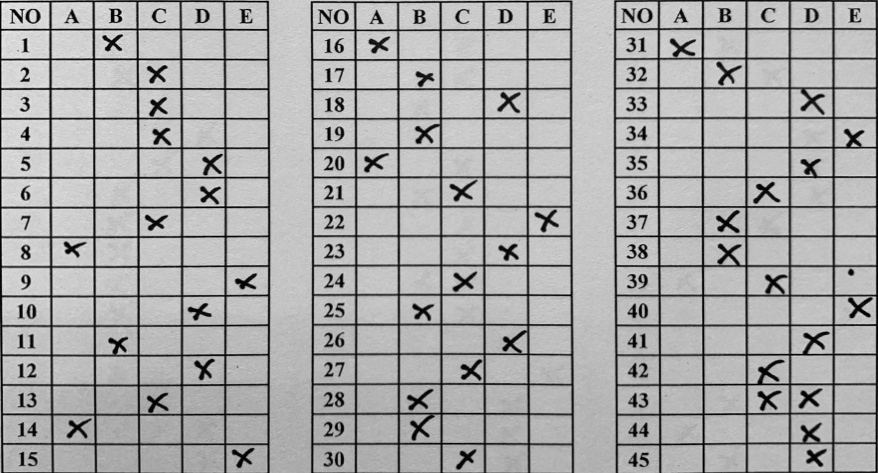 NO A B C D E
1 X
2 X
3 X
4 X
5 X
6 X
7 X
8 X
9 X
10 X
11 X
12 X
13 X
14 X
15 X
NO A B C D E
16 X
17 X
18 X
19 X
20 X
21 X
22 X
23 X
24 X
25 X
26 X
27 X
28 X
29 X
30 X
NO A B C D E
31 X
32 X
33 X
34 X
35 X
36 X
37 X
38 X
39 X
40 X
41 X
42 X
43 X X
44 X
45 X